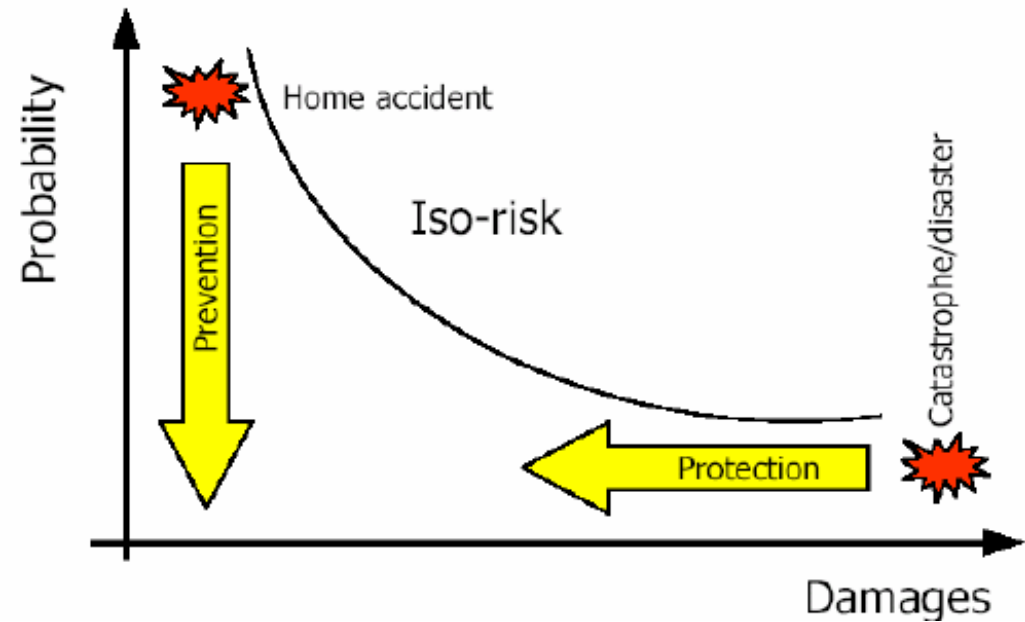 Probability
Home accident
Iso-risk
Prevention
Catastrophe/disaster
Protection
Damages